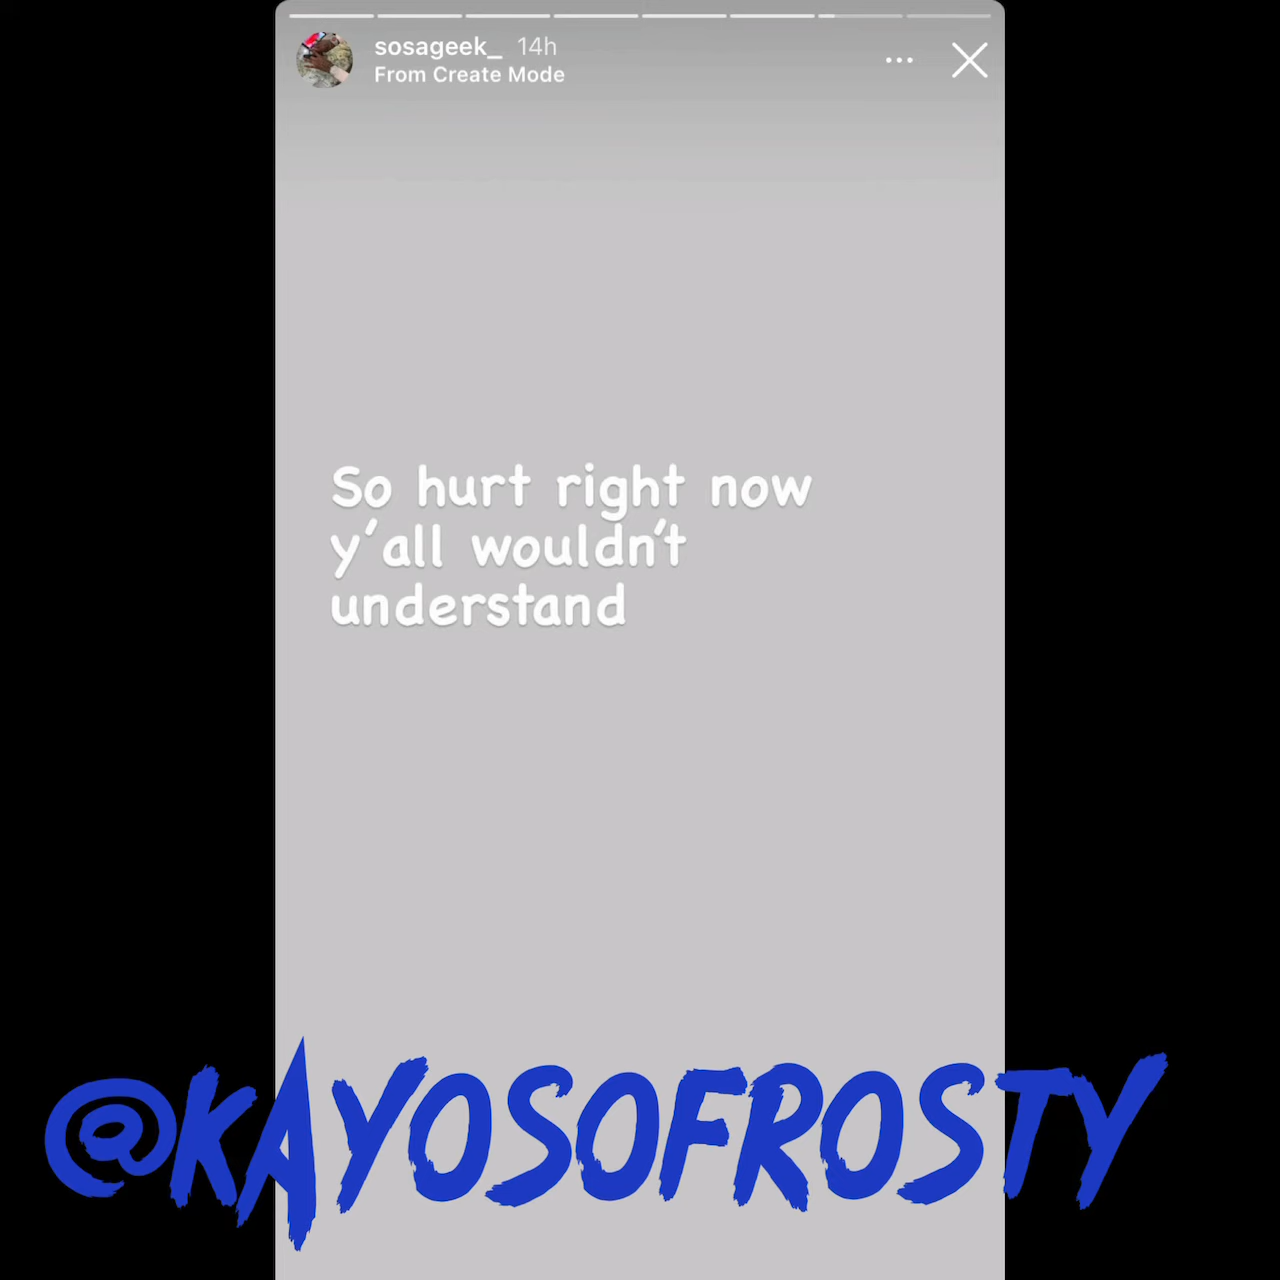 sosageek_ 14h
From Create Mode
So hurt right now
y'all wouldn't
understand
@KAYOSOFROSTY